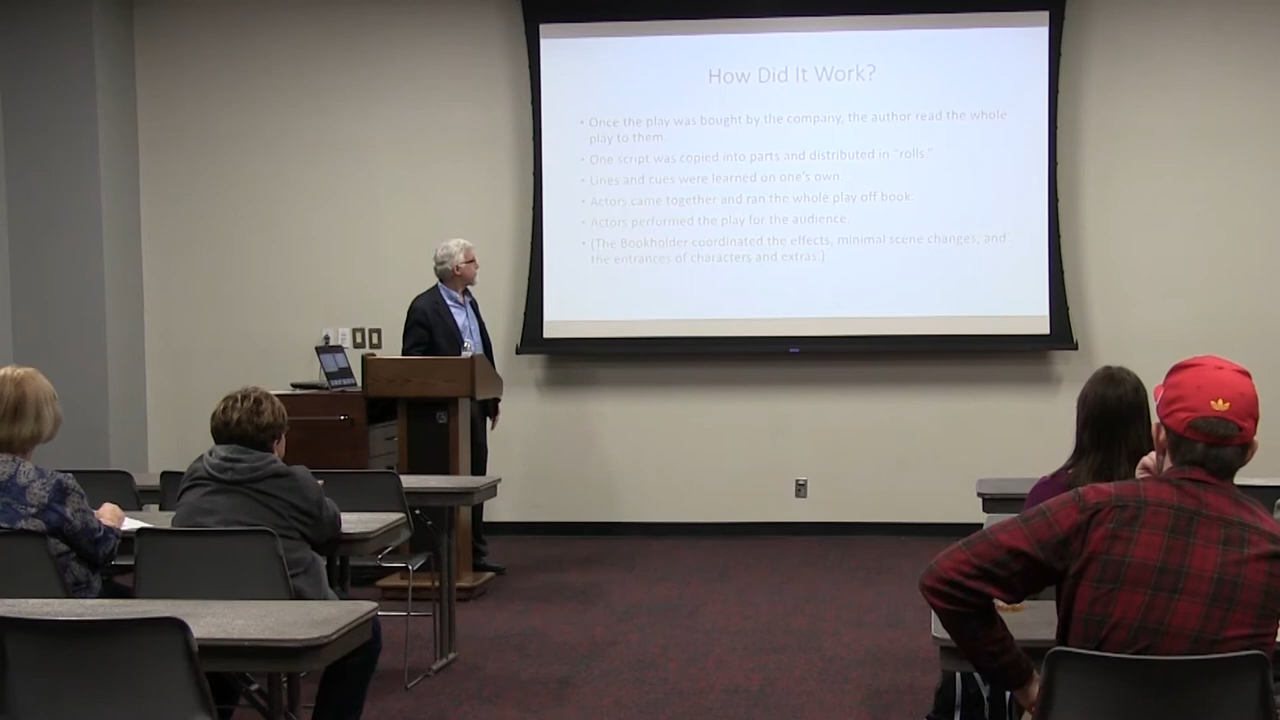 How Did It Work?
• Once the play was bought by the company, the author read the whole
play to them
• One script was copied into parts and distributed in "rolls."
• Lines and cues were learned on one's own.
• Actors came together and ran the whole play off book.
• Actors performed the play for the audience.
• (The Bookholder coordinated the effects, minimal scene changes, and
the entrances of characters and extras.)